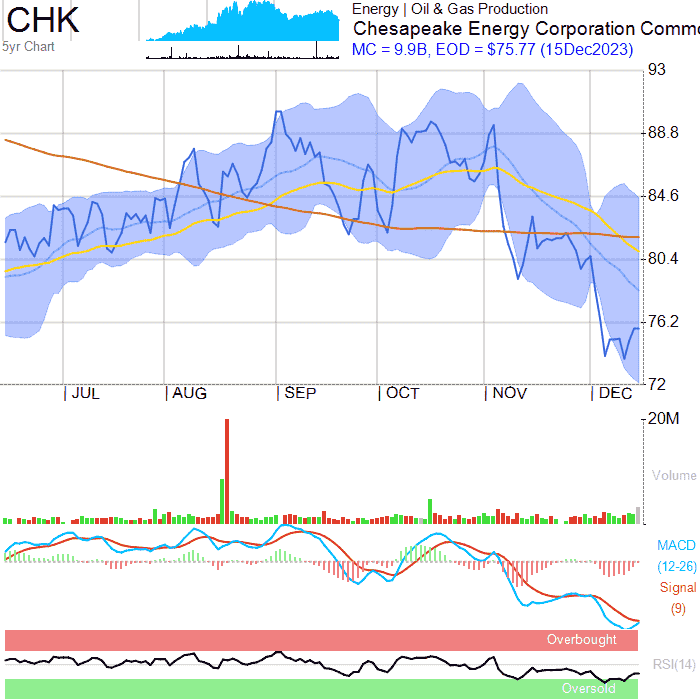 CHK
5yr Chart
Energy | Oil & Gas Production
Chesapeake Energy Corporation Commo
MC = 9.9B, EOD = $75.77 (15Dec2023)
93
88.8
84.6
80.4
76.2
72
JUL AUG SEP OCT NOV DEC
20M
Volume
MACD
(12-26)
Signal
(9)
Overbought
RSI(14)
Oversold